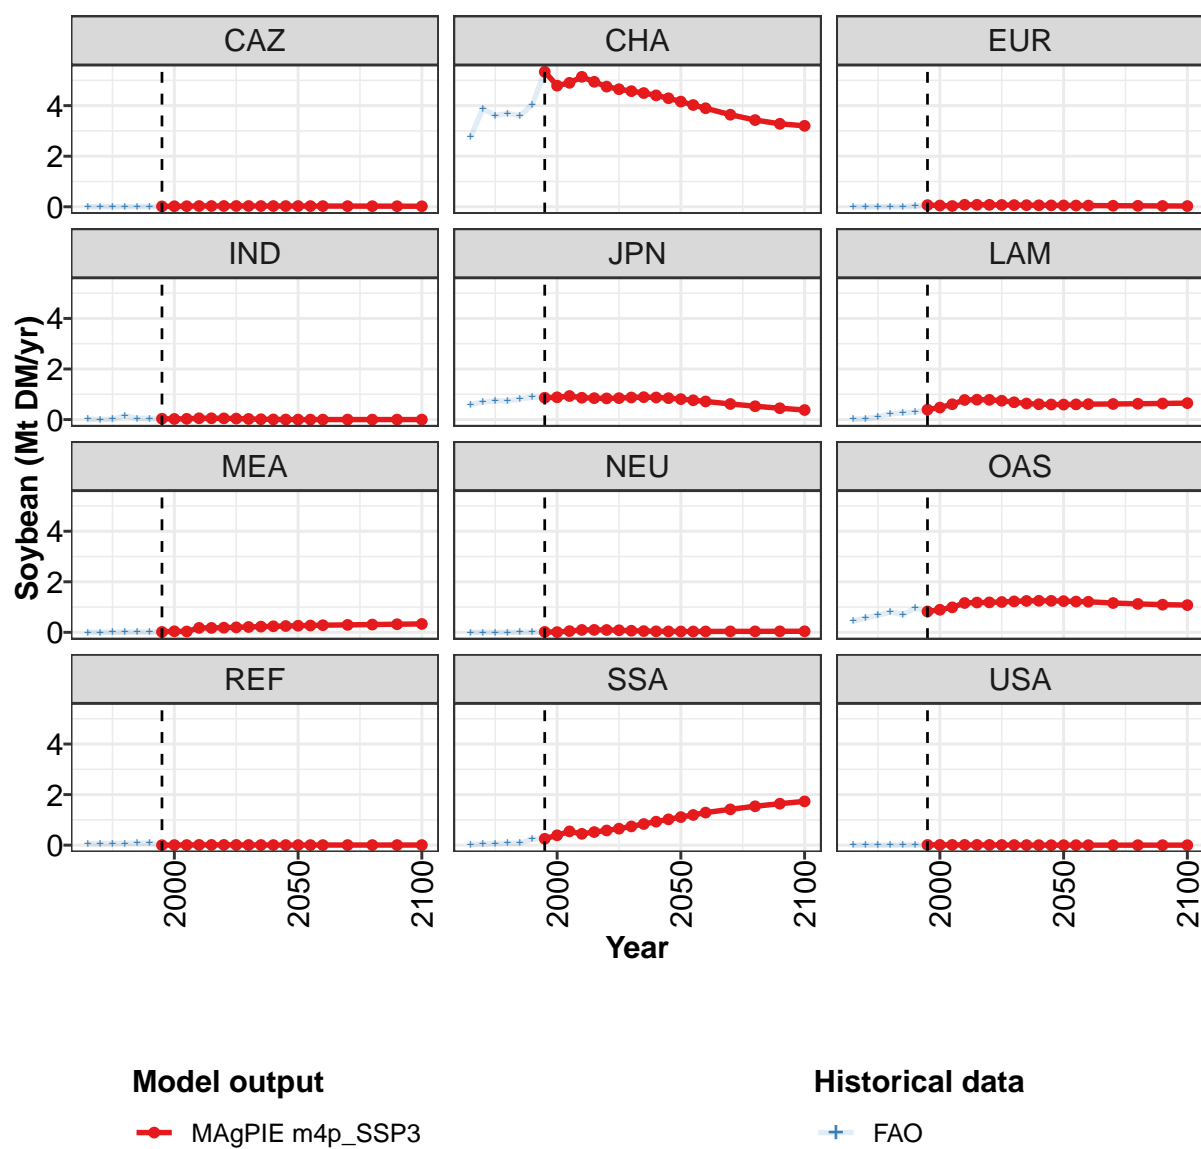 CAZ CHA EUR
4
2
0
IND JPN LAM
4
2
0
MEA NEU OAS
4
2
0
REF SSA USA
4
2
0
Soybean (Mt DM/yr)
2000 2050 2100 2000 2050 2100 2000 2050 2100
Year
Model output Historical data
MAgPIE m4p_SSP3 FAO